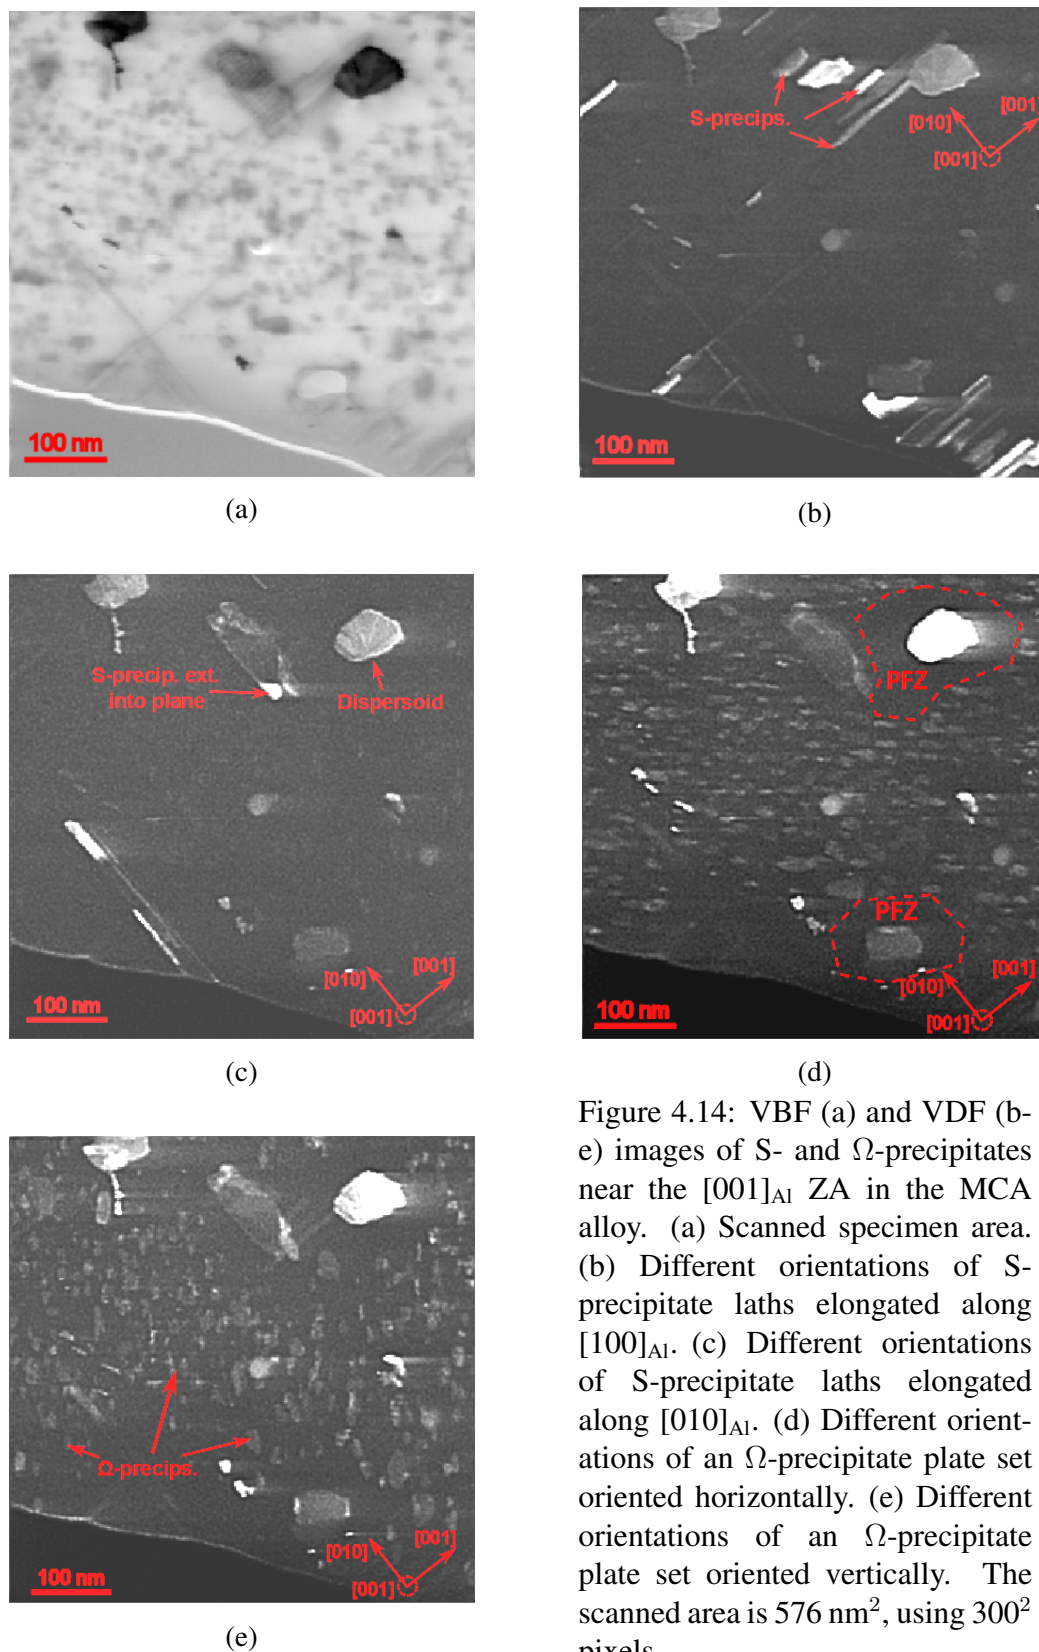 100 nm
(a)
S-precips.
[010]
[001]
[001]
100 nm
(b)
S-precip. ext.
into plane
Dispersoid
[010]
[001]
[001]
100 nm
(c)
PFZ
PFZ
[010]
[001]
[001]
100 nm
(d)
Ω-precips.
[010]
[001]
[001]
100 nm
(e)
Figure 4.14: VBF (a) and VDF (b-
e) images of S- and Ω-precipitates
near the [001]Al ZA in the MCA
alloy. (a) Scanned specimen area.
(b) Different orientations of S-
precipitate laths elongated along
[100]Al. (c) Different orientations
of S-precipitate laths elongated
along [010]Al. (d) Different orient-
ations of an Ω-precipitate plate set
oriented horizontally. (e) Different
orientations of an Ω-precipitate
plate set oriented vertically. The
scanned area is 576 nm², using 300²
pixels